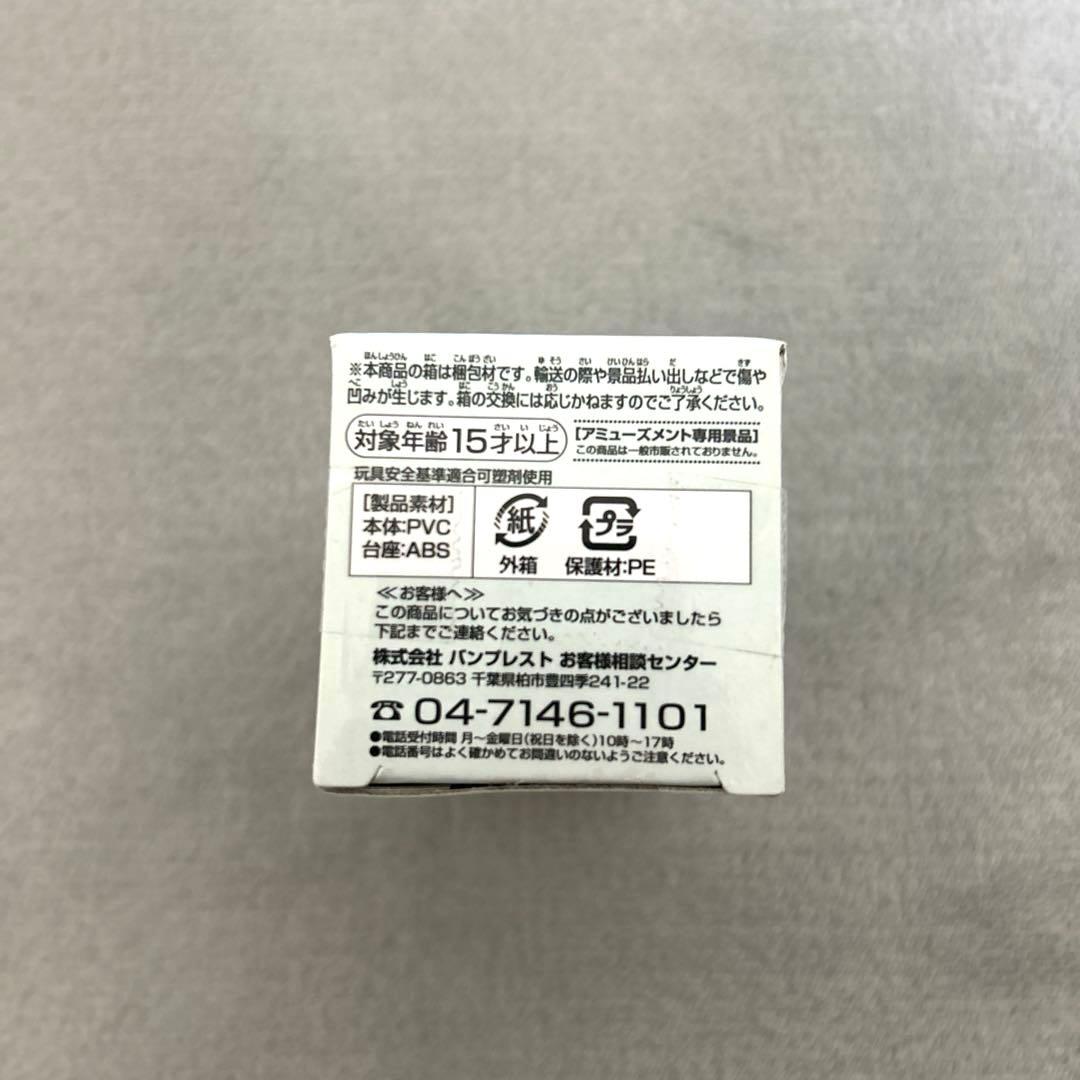 ※本商品の箱は梱包材です。輸送の際や景品払い出しなどで傷や
凹みが生じます。箱の交換には応じかねますのでご了承ください。
対象年齢15才以上
[アミューズメント専用景品]
この商品は一般市販されておりません。
玩具安全基準適合可塑剤使用
[製品素材]
本体:PVC
台座:ABS
紙
外箱
プラ
保護材:PE
≪お客様へ≫
この商品についてお気づきの点がございましたら
下記までご連絡ください。
株式会社 バンプレスト お客様相談センター
〒277-0863 千葉県柏市豊四季241-22
☎ 04-7146-1101
●電話受付時間 月~金曜日(祝日を除く)10時~17時
●電話番号はよく確かめてお間違いのないようご注意ください。